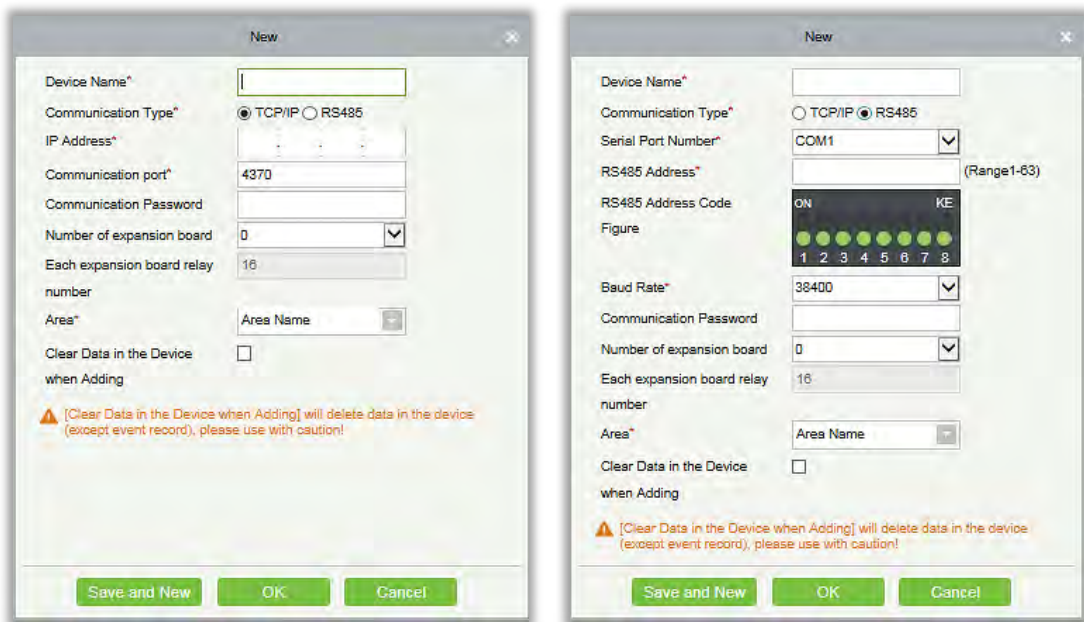 New
Device Name*
Communication Type* TCP/IP RS485
IP Address* . . .
Communication port* 4370
Communication Password
Number of expansion board 0
Each expansion board relay 16
number
Area* Area Name
Clear Data in the Device
when Adding
[Clear Data in the Device when Adding] will delete data in the device
(except event record), please use with caution!
Save and New OK Cancel
New
Device Name*
Communication Type* TCP/IP RS485
Serial Port Number* COM1
RS485 Address* (Range1-63)
RS485 Address Code ON KE
Figure
1 2 3 4 5 6 7 8
Baud Rate* 38400
Communication Password
Number of expansion board 0
Each expansion board relay 16
number
Area* Area Name
Clear Data in the Device
when Adding
[Clear Data in the Device when Adding] will delete data in the device
(except event record), please use with caution!
Save and New OK Cancel